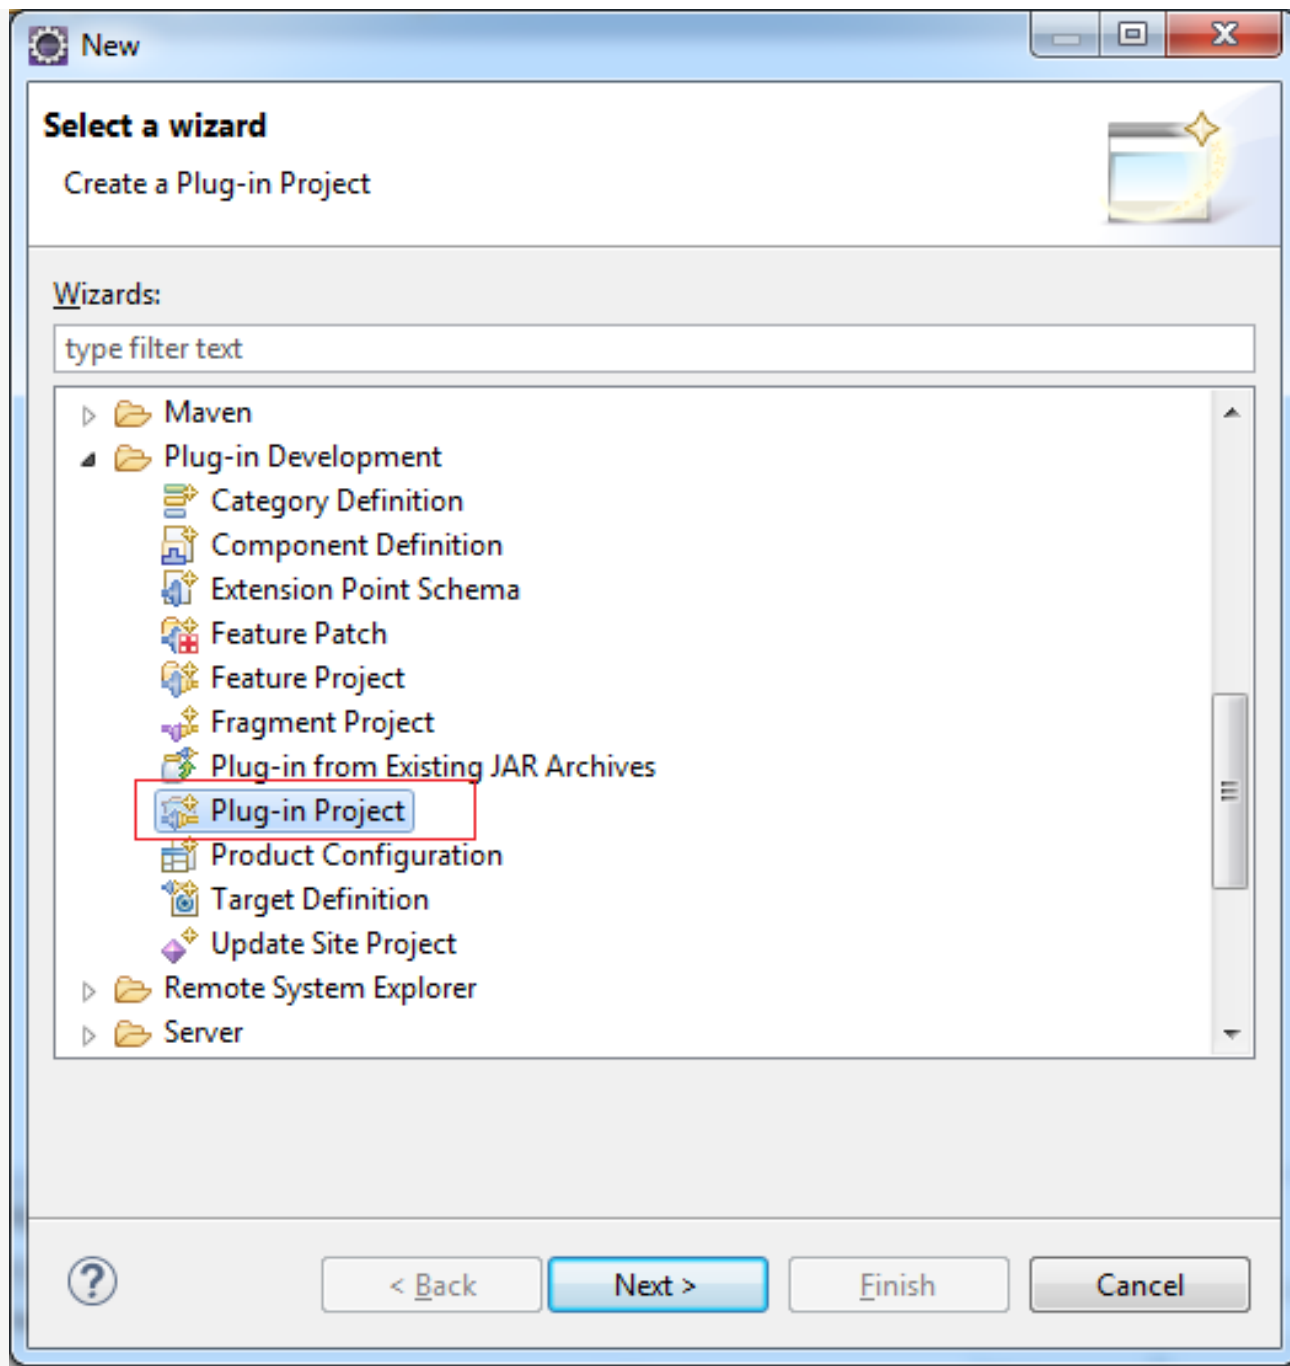 New
Select a wizard
Create a Plug-in Project
Wizards:
type filter text
Maven
Plug-in Development
Category Definition
Component Definition
Extension Point Schema
Feature Patch
Feature Project
Fragment Project
Plug-in from Existing JAR Archives
Plug-in Project
Product Configuration
Target Definition
Update Site Project
Remote System Explorer
Server
? < Back Next > Finish Cancel